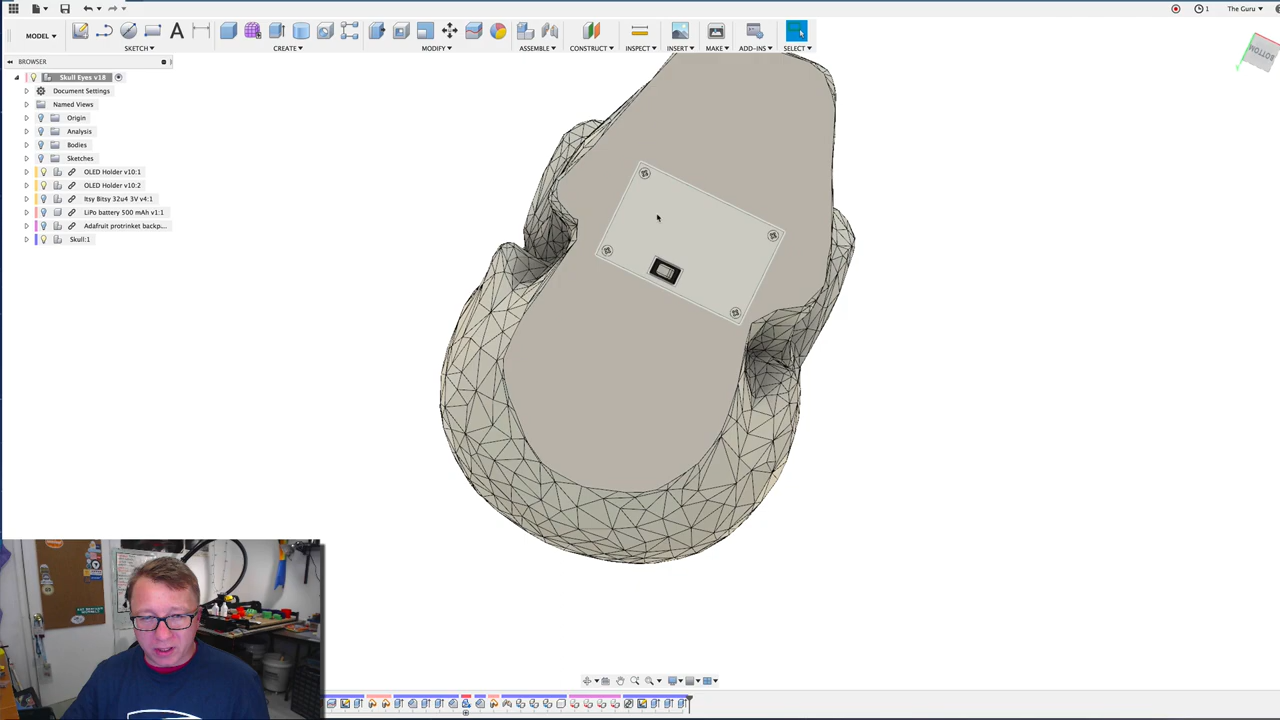 1
The Guru
MODEL
SKETCH
CREATE
MODIFY
ASSEMBLE
CONSTRUCT
INSPECT
INSERT
MAKE
ADD-INS
SELECT
BROWSER
BOTTOM
Skull Eyes v18
Document Settings
Named Views
Origin
Analysis
Bodies
Sketches
OLED Holder v10:1
OLED Holder v10:2
Itsy Bitsy 32u4 3V v4:1
LiPo battery 500 mAh v1:1
Adafruit protrinket backp...
Skull:1